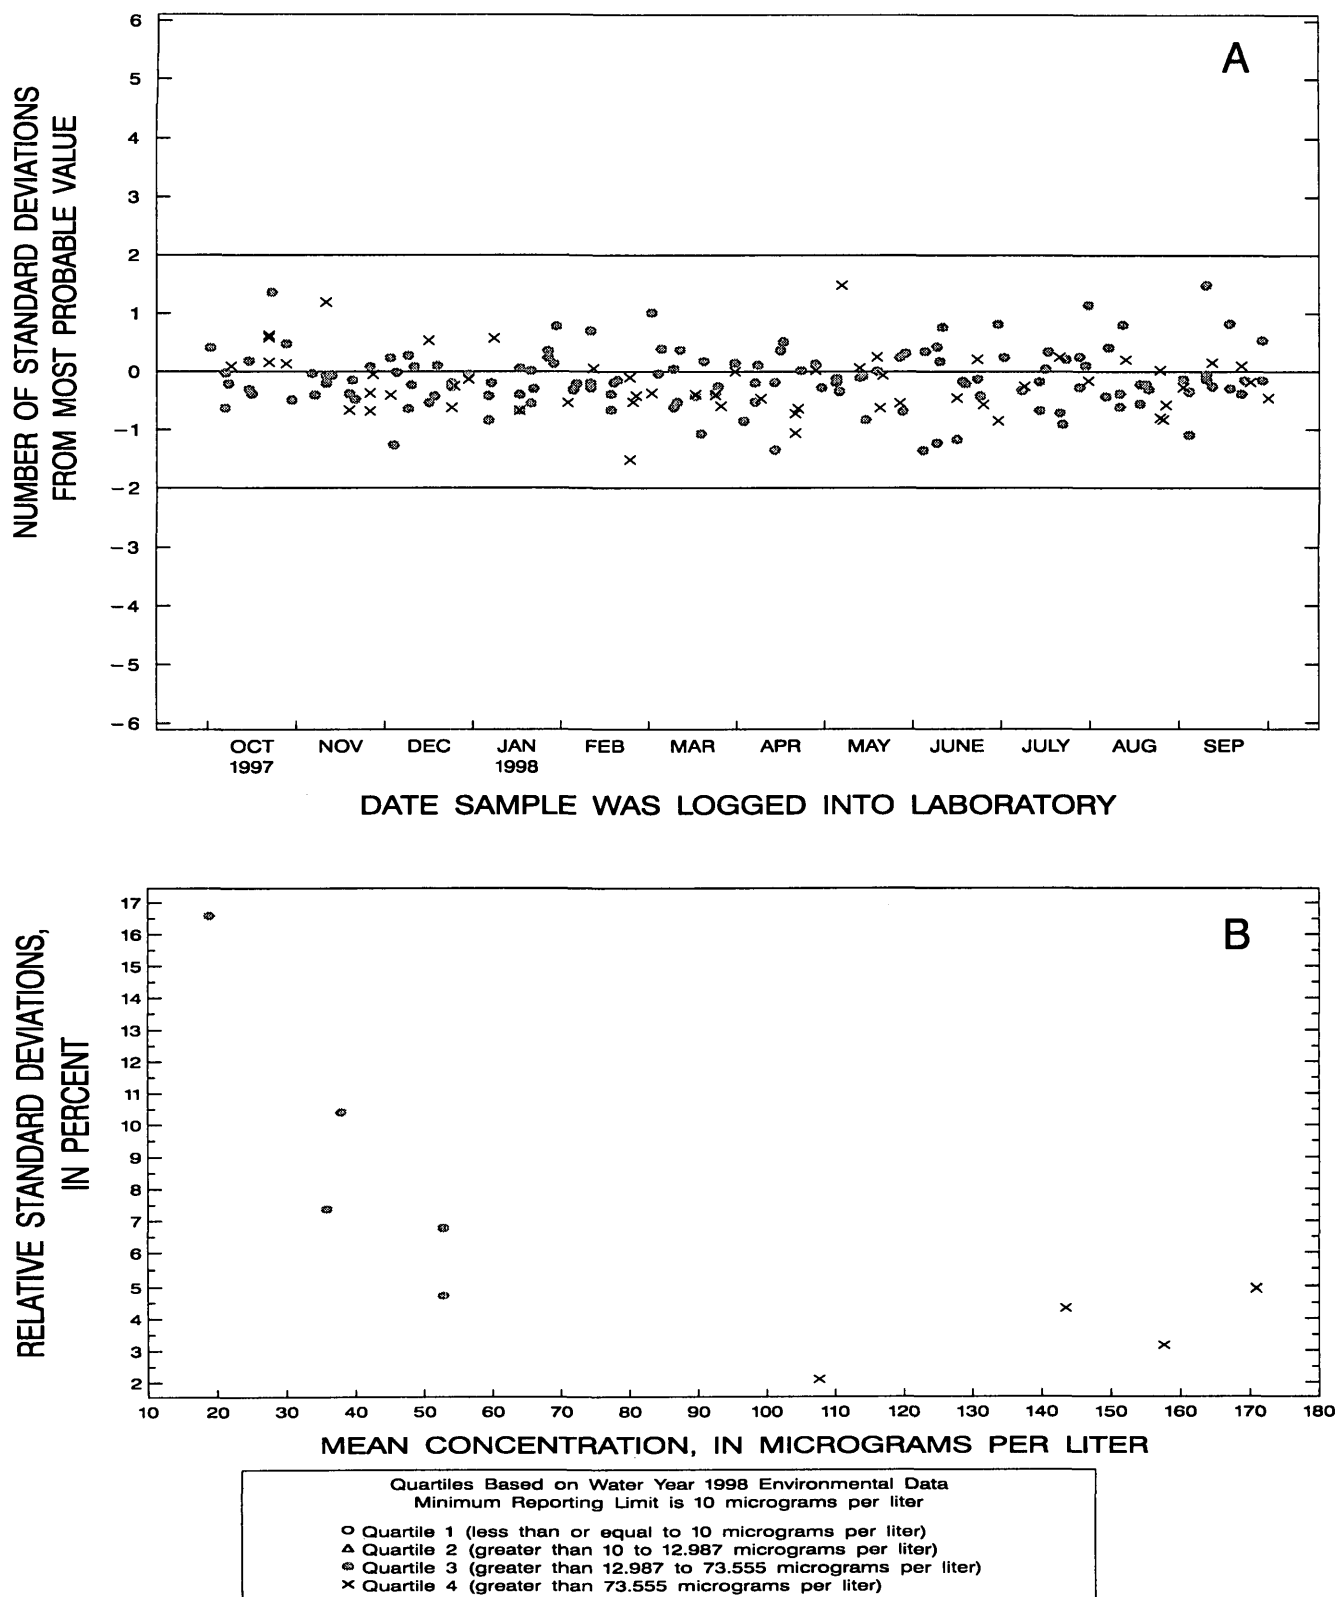 A
NUMBER OF STANDARD DEVIATIONS
FROM MOST PROBABLE VALUE
6
5
4
3
2
1
0
−1
−2
−3
−4
−5
−6
OCT NOV DEC JAN FEB MAR APR MAY JUNE JULY AUG SEP
1997 1998
DATE SAMPLE WAS LOGGED INTO LABORATORY
B
RELATIVE STANDARD DEVIATIONS,
IN PERCENT
17
16
15
14
13
12
11
10
9
8
7
6
5
4
3
2
10 20 30 40 50 60 70 80 90 100 110 120 130 140 150 160 170 180
MEAN CONCENTRATION, IN MICROGRAMS PER LITER
Quartiles Based on Water Year 1998 Environmental Data
Minimum Reporting Limit is 10 micrograms per liter
Quartile 1 (less than or equal to 10 micrograms per liter)
Quartile 2 (greater than 10 to 12.987 micrograms per liter)
Quartile 3 (greater than 12.987 to 73.555 micrograms per liter)
Quartile 4 (greater than 73.555 micrograms per liter)